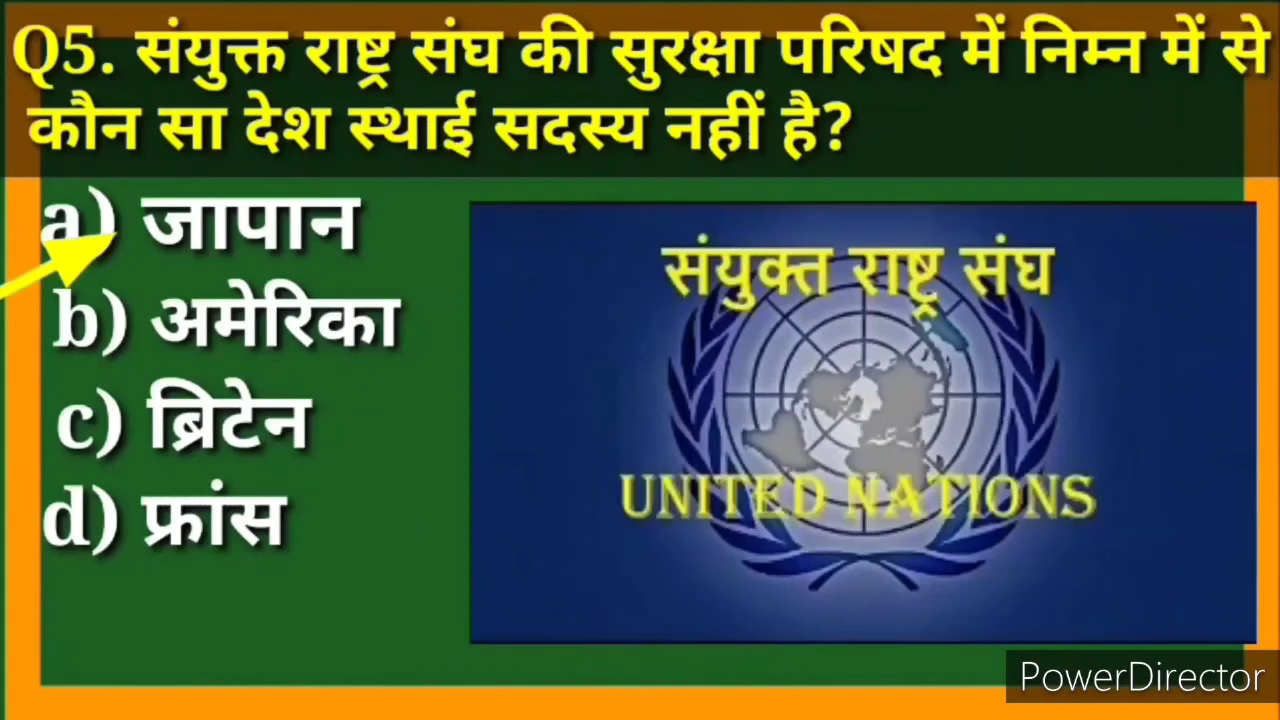 Q5. संयुक्त राष्ट्र संघ की सुरक्षा परिषद में निम्न में से
कौन सा देश स्थाई सदस्य नहीं है?
a) जापान
b) अमेरिका
c) ब्रिटेन
d) फ्रांस
संयुक्त राष्ट्र संघ
UNITED NATIONS
PowerDirector